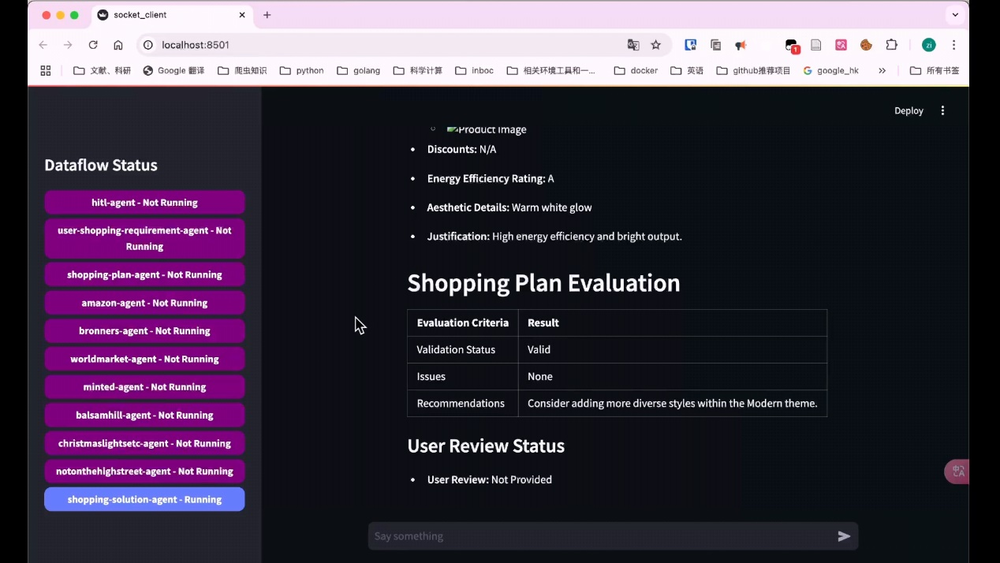 socket_client
localhost:8501
1
zi
文献、科研
Google 翻译
爬虫知识
python
golang
科学计算
inboc
相关环境工具和一...
docker
英语
github推荐项目
google_hk
所有书签
Deploy
Dataflow Status
hitl-agent - Not Running
user-shopping-requirement-agent - Not
Running
shopping-plan-agent - Not Running
amazon-agent - Not Running
bronners-agent - Not Running
worldmarket-agent - Not Running
minted-agent - Not Running
balsamhill-agent - Not Running
christmaslightsetc-agent - Not Running
notonthehighstreet-agent - Not Running
shopping-solution-agent - Running
Product Image
Discounts: N/A
Energy Efficiency Rating: A
Aesthetic Details: Warm white glow
Justification: High energy efficiency and bright output.
Shopping Plan Evaluation
Evaluation Criteria Result
Validation Status Valid
Issues None
Recommendations Consider adding more diverse styles within the Modern theme.
User Review Status
User Review: Not Provided
Say something